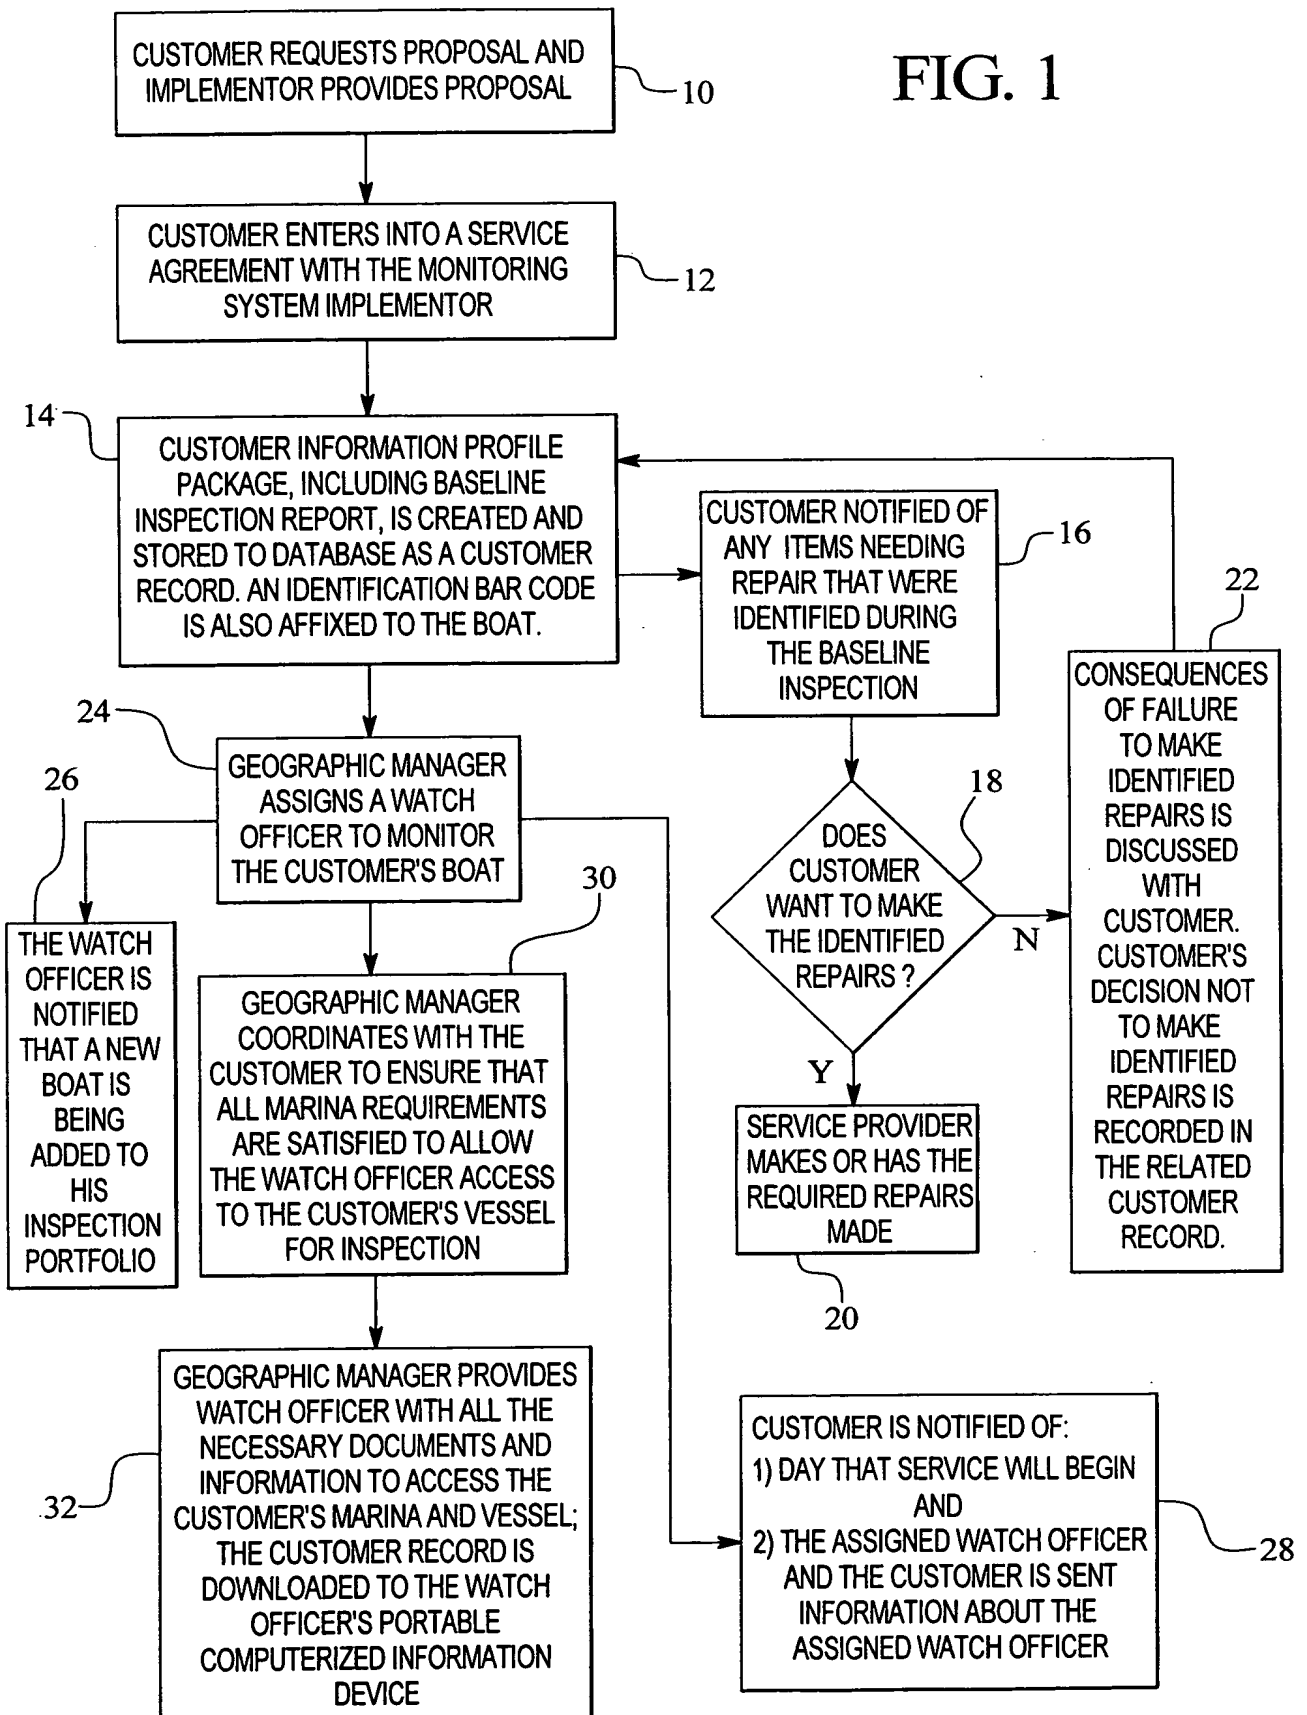 FIG. 1
CUSTOMER REQUESTS PROPOSAL AND
IMPLEMENTOR PROVIDES PROPOSAL
10
CUSTOMER ENTERS INTO A SERVICE
AGREEMENT WITH THE MONITORING
SYSTEM IMPLEMENTOR
12
14
CUSTOMER INFORMATION PROFILE
PACKAGE, INCLUDING BASELINE
INSPECTION REPORT, IS CREATED AND
STORED TO DATABASE AS A CUSTOMER
RECORD. AN IDENTIFICATION BAR CODE
IS ALSO AFFIXED TO THE BOAT.
CUSTOMER NOTIFIED OF
ANY ITEMS NEEDING
REPAIR THAT WERE
IDENTIFIED DURING
THE BASELINE
INSPECTION
16
22
CONSEQUENCES
OF FAILURE
TO MAKE
IDENTIFIED
REPAIRS IS
DISCUSSED
WITH
CUSTOMER.
CUSTOMER'S
DECISION NOT
TO MAKE
IDENTIFIED
REPAIRS IS
RECORDED IN
THE RELATED
CUSTOMER
RECORD.
18
DOES
CUSTOMER
WANT TO MAKE
THE IDENTIFIED
REPAIRS ?
N
Y
SERVICE PROVIDER
MAKES OR HAS THE
REQUIRED REPAIRS
MADE
20
24
GEOGRAPHIC MANAGER
ASSIGNS A WATCH
OFFICER TO MONITOR
THE CUSTOMER'S BOAT
26
THE WATCH
OFFICER IS
NOTIFIED
THAT A NEW
BOAT IS
BEING
ADDED TO
HIS
INSPECTION
PORTFOLIO
30
GEOGRAPHIC MANAGER
COORDINATES WITH THE
CUSTOMER TO ENSURE THAT
ALL MARINA REQUIREMENTS
ARE SATISFIED TO ALLOW
THE WATCH OFFICER ACCESS
TO THE CUSTOMER'S VESSEL
FOR INSPECTION
32
GEOGRAPHIC MANAGER PROVIDES
WATCH OFFICER WITH ALL THE
NECESSARY DOCUMENTS AND
INFORMATION TO ACCESS THE
CUSTOMER'S MARINA AND VESSEL;
THE CUSTOMER RECORD IS
DOWNLOADED TO THE WATCH
OFFICER'S PORTABLE
COMPUTERIZED INFORMATION
DEVICE
CUSTOMER IS NOTIFIED OF:
1) DAY THAT SERVICE WILL BEGIN
AND
2) THE ASSIGNED WATCH OFFICER
AND THE CUSTOMER IS SENT
INFORMATION ABOUT THE
ASSIGNED WATCH OFFICER
28